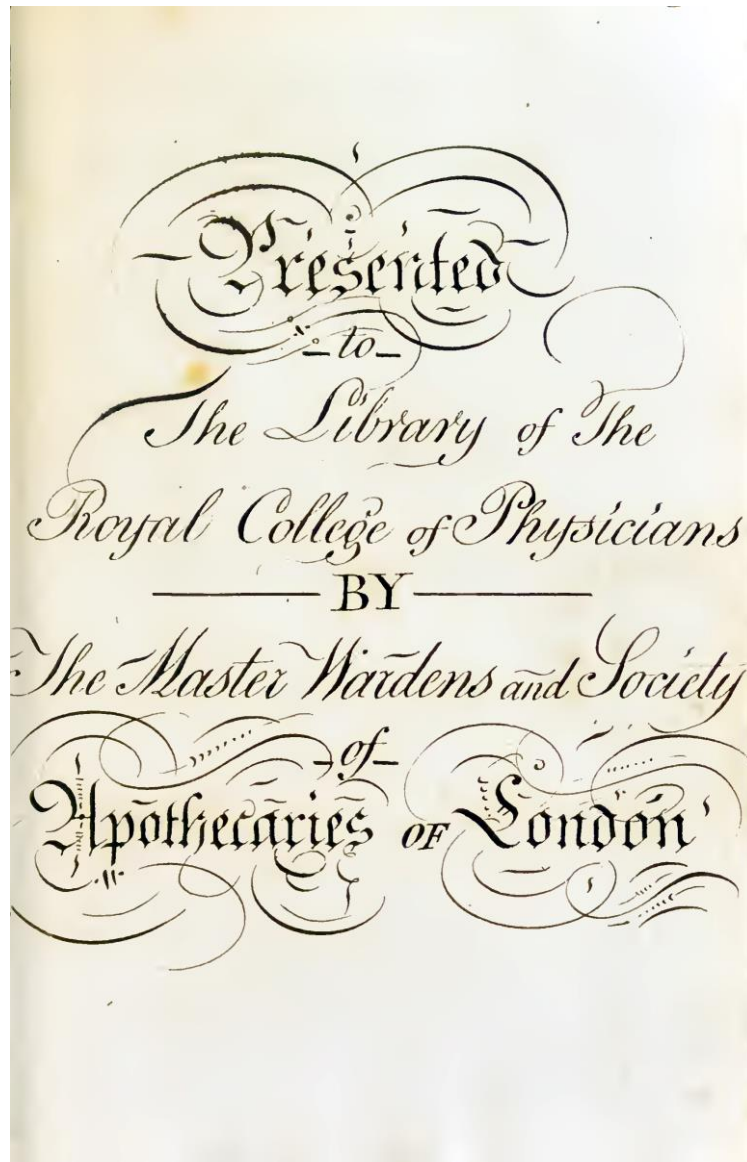 Presented
- to -
The Library of The
Royal College of Physicians
BY
The Master Wardens and Society
- of -
Apothecaries OF London